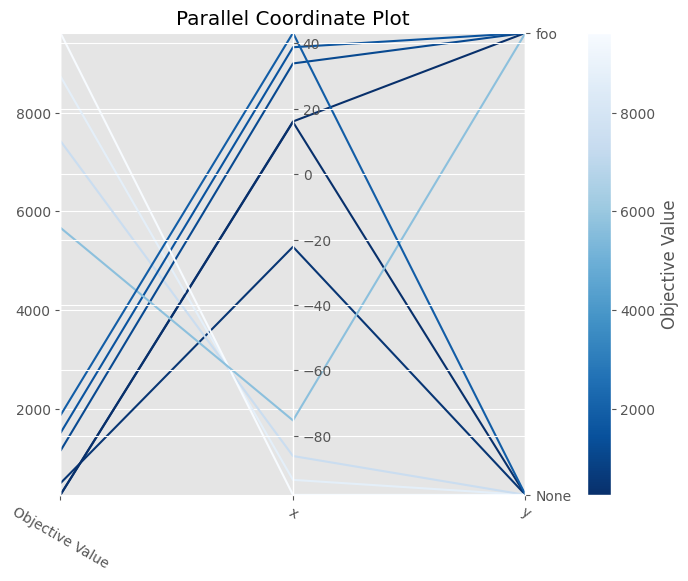 Parallel Coordinate Plot
8000
6000
4000
2000
40
20
0
−20
−40
−60
−80
foo
None
8000
6000
4000
2000
Objective Value
Objective Value
x
y